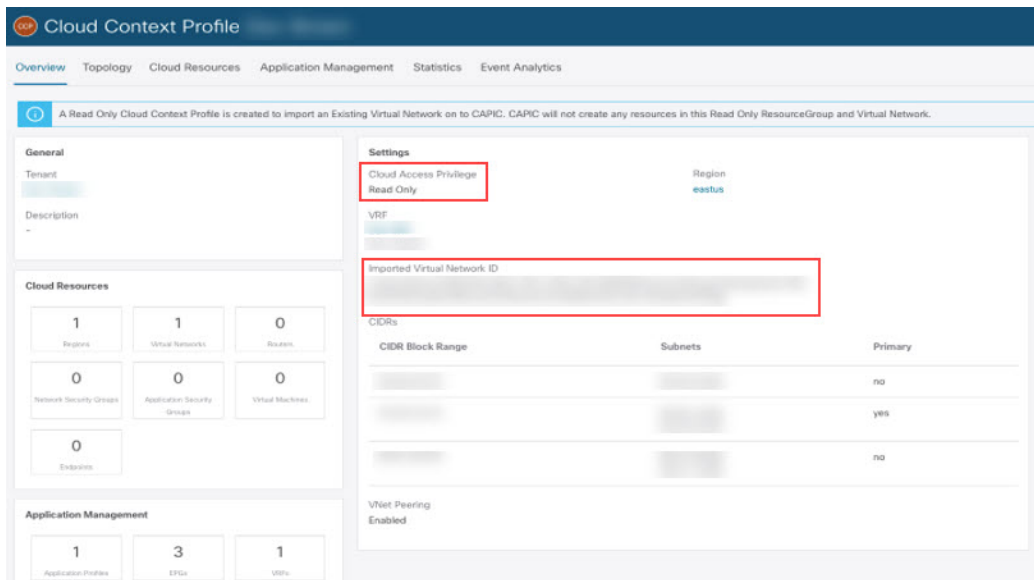 CCP Cloud Context Profile
Overview Topology Cloud Resources Application Management Statistics Event Analytics
A Read Only Cloud Context Profile is created to import an Existing Virtual Network on to CAPIC. CAPIC will not create any resources in this Read Only ResourceGroup and Virtual Network.
General
Tenant
Description
-
Settings
Cloud Access Privilege
Read Only
Region
eastus
VRF
Imported Virtual Network ID
CIDRs
CIDR Block Range Subnets Primary
no
yes
no
VNet Peering
Enabled
Cloud Resources
1
Regions
1
Virtual Networks
0
Routers
0
Network Security Groups
0
Application Security
Groups
0
Virtual Machines
0
Endpoints
Application Management
1
Application Profiles
3
EPGs
1
VRFs